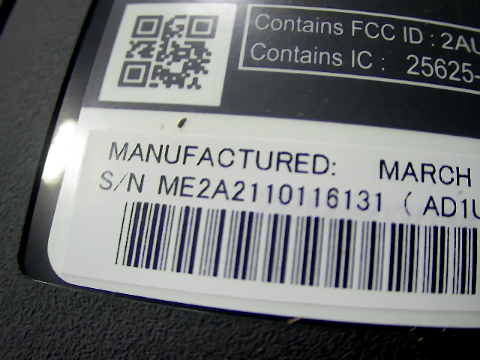 Contains FCC ID : 2AU
Contains IC : 25625-
MANUFACTURED: MARCH
S/N ME2A2110116131 ( AD1U